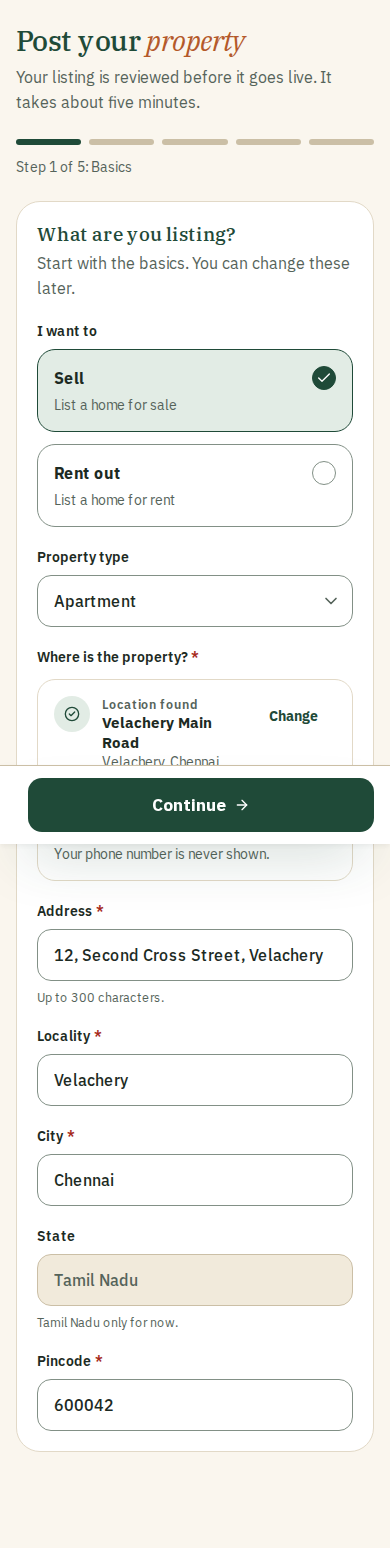 Post your property
Your listing is reviewed before it goes live. It
takes about five minutes.
Step 1 of 5: Basics
What are you listing?
Start with the basics. You can change these
later.
I want to
Sell
List a home for sale
Rent out
List a home for rent
Property type
Apartment
Where is the property? *
Location found
Velachery Main
Road
Change
Velachery, Chennai
Continue →
Your phone number is never shown.
Address *
12, Second Cross Street, Velachery
Up to 300 characters.
Locality *
Velachery
City *
Chennai
State
Tamil Nadu
Tamil Nadu only for now.
Pincode *
600042